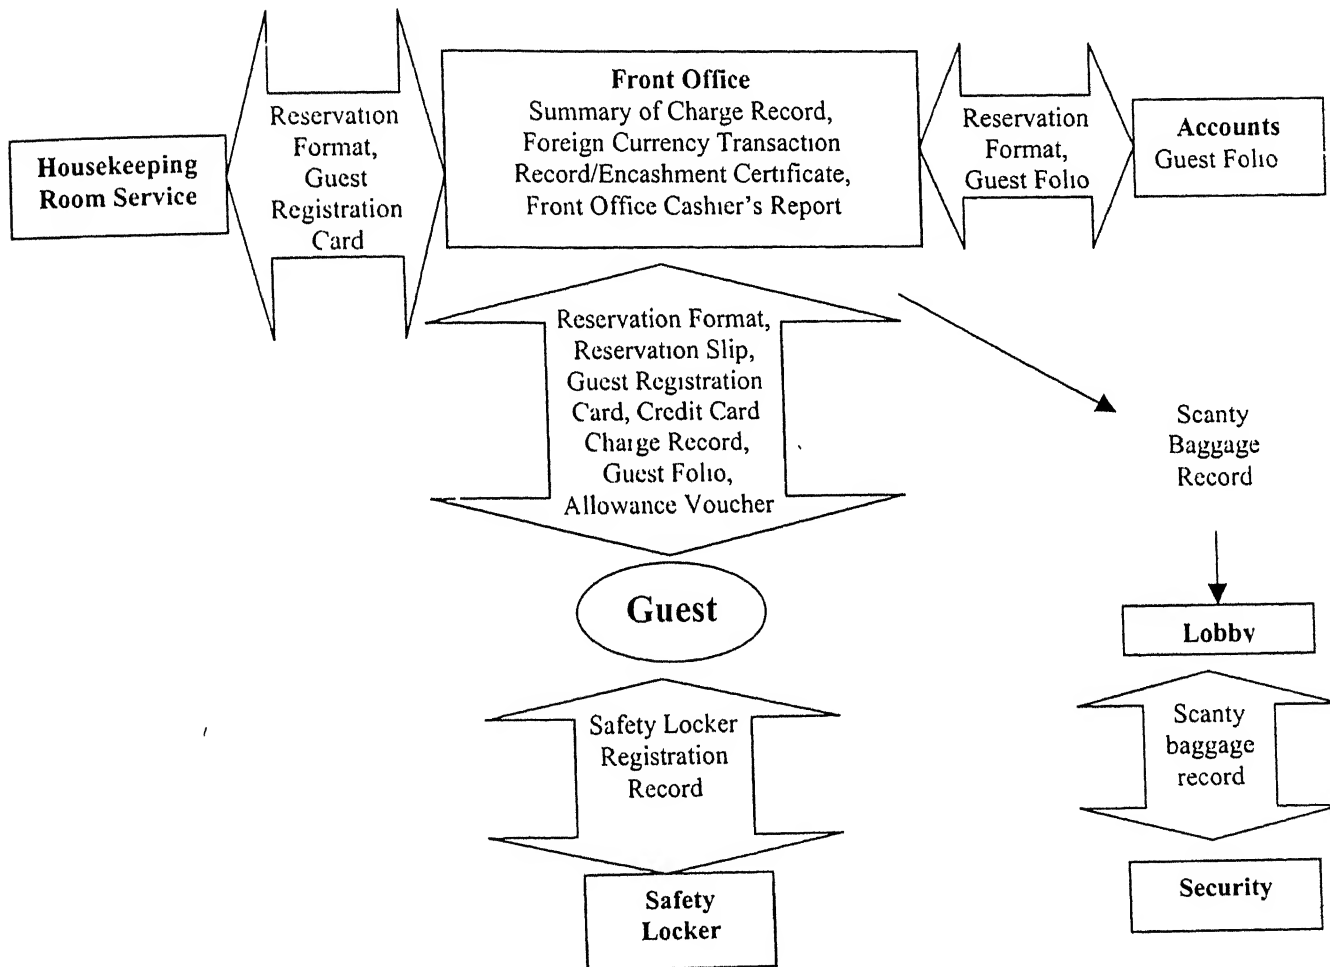 Housekeeping
Room Service
Reservation
Format,
Guest
Registration
Card
Front Office
Summary of Charge Record,
Foreign Currency Transaction
Record/Encashment Certificate,
Front Office Cashier's Report
Reservation
Format,
Guest Folio
Accounts
Guest Folio
Reservation Format,
Reservation Slip,
Guest Registration
Card, Credit Card
Charge Record,
Guest Folio,
Allowance Voucher
Scanty
Baggage
Record
Guest
Lobby
Safety Locker
Registration
Record
Scanty
baggage
record
Safety
Locker
Security